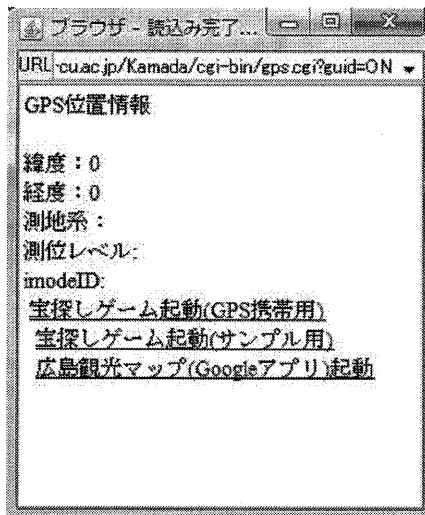 ブラウザ - 読込み完了...
URL -cu.ac.jp/Kamada/cgi-bin/gps.cgi?guid=ON
GPS位置情報
緯度：0
経度：0
測地系：
測位レベル:
imodeID:
宝探しゲーム起動(GPS携帯用)
宝探しゲーム起動(サンプル用)
広島観光マップ(Googleアプリ)起動